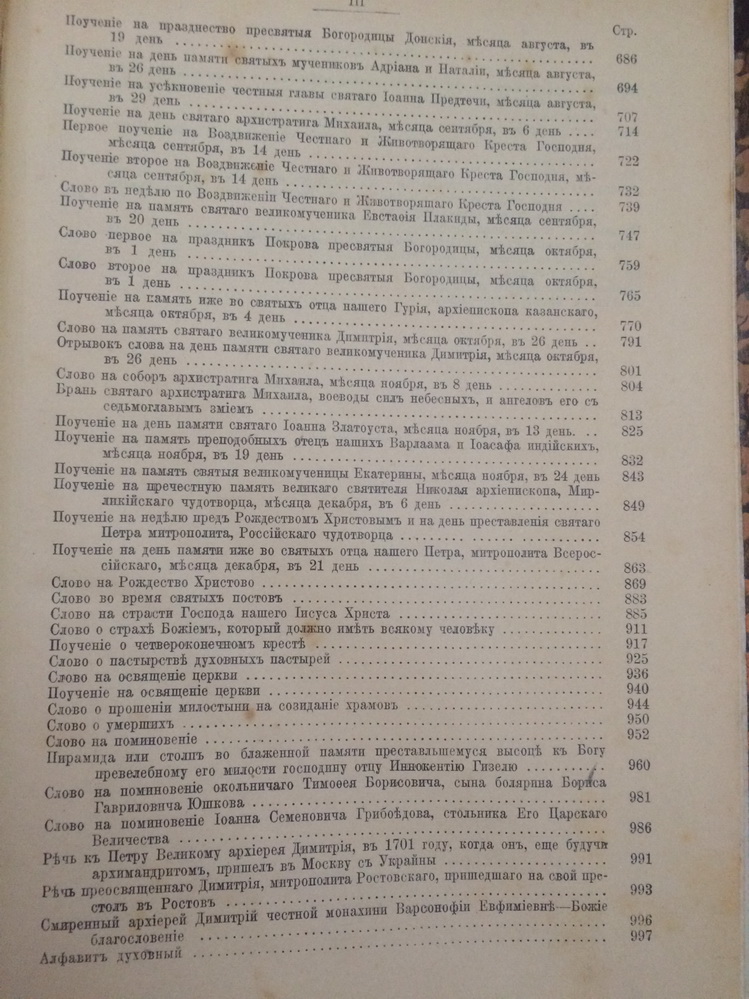 III
Стр.
Поученіе на празднество пресвятыя Богородицы Донскія, мѣсяца августа, въ
19 день . . . . . . . . . . 686
Поученіе на день памяти святыхъ мучениковъ Адріана и Наталіи, мѣсяца августа,
въ 26 день . . . . . . . . . . 694
Поученіе на усѣкновеніе честныя главы святаго Іоанна Предтечи, мѣсяца августа,
въ 29 день . . . . . . . . . . 707
Поученіе на день святаго архистратига Михаила, мѣсяца сентября, въ 6 день . . . . 714
Первое поученіе на Воздвиженіе Честнаго и Животворящаго Креста Господня,
мѣсяца сентября, въ 14 день . . . . . . . . . . 722
Поученіе второе на Воздвиженіе Честнаго и Животворящаго Креста Господня, мѣ-
сяца сентября, въ 14 день . . . . . . . . . . 732
Слово въ недѣлю по Воздвиженіи Честнаго и Животворящаго Креста Господня . . . . 739
Поученіе на память святаго великомученика Евстаѳія Плакиды, мѣсяца сентября,
въ 20 день . . . . . . . . . . 747
Слово первое на праздникъ Покрова пресвятыя Богородицы, мѣсяца октября,
въ 1 день . . . . . . . . . . 759
Слово второе на праздникъ Покрова пресвятыя Богородицы, мѣсяца октября,
въ 1 день . . . . . . . . . . 765
Поученіе на память иже во святыхъ отца нашего Гурія, архіепископа казанскаго,
мѣсяца октября, въ 4 день . . . . . . . . . . 770
Слово на память святаго великомученика Димитрія, мѣсяца октября, въ 26 день . . 791
Отрывокъ слова на день памяти святаго великомученика Димитрія, мѣсяца октября,
въ 26 день . . . . . . . . . . 801
Слово на соборъ архистратига Михаила, мѣсяца ноября, въ 8 день . . . . . . . . . . 804
Брань святаго архистратига Михаила, воеводы силъ небесныхъ, и ангеловъ его съ
седьмоглавымъ зміемъ . . . . . . . . . . 813
Поученіе на день памяти святаго Іоанна Златоуста, мѣсяца ноября, въ 13 день. . . 825
Поученіе на память преподобныхъ отецъ нашихъ Варлаама и Іоасафа индійскихъ,
мѣсяца ноября, въ 19 день . . . . . . . . . . 832
Поученіе на память святыя великомученицы Екатерины, мѣсяца ноября, въ 24 день 843
Поученіе на пречестную память великаго святителя Николая архіепископа, Мир-
ликійскаго чудотворца, мѣсяца декабря, въ 6 день . . . . . . . . . . 849
Поученіе на недѣлю предъ Рождествомъ Христовымъ и на день преставленія святаго
Петра митрополита, Россійскаго чудотворца . . . . . . . . . . 854
Поученіе на день памяти иже во святыхъ отца нашего Петра, митрополита Всерос-
сійскаго, мѣсяца декабря, въ 21 день . . . . . . . . . . 863
Слово на Рождество Христово . . . . . . . . . . 869
Слово во время святыхъ постовъ . . . . . . . . . . 883
Слово на страсти Господа нашего Іисуса Христа . . . . . . . . . . 885
Слово о страхѣ Божіемъ, который должно имѣть всякому человѣку . . . . . . . . . . 911
Поученіе о четвероконечномъ крестѣ . . . . . . . . . . 917
Слово о пастырствѣ духовныхъ пастырей . . . . . . . . . . 925
Слово на освященіе церкви . . . . . . . . . . 936
Поученіе на освященіе церкви . . . . . . . . . . 940
Слово о прошеніи милостыни на созиданіе храмовъ . . . . . . . . . . 944
Слово о умершихъ . . . . . . . . . . 950
Слово на поминовеніе . . . . . . . . . . 952
Пирамида или столпъ во блаженной памяти преставльшемуся высоцѣ къ Богу
превелебному его милости господину отцу Иннокентію Гизелю . . . . . . . . . . 960
Слово на поминовеніе окольничаго Тимоѳея Борисовича, сына болярина Бориса
Гавриловича Юшкова . . . . . . . . . . 981
Слово на поминовеніе Іоанна Семеновича Грибоѣдова, стольника Его Царскаго
Величества . . . . . . . . . . 986
Рѣчь къ Петру Великому архіерея Димитрія, въ 1701 году, когда онъ, еще будучи
архимандритомъ, пришелъ въ Москву съ Украйны . . . . . . . . . . 991
Рѣчь преосвященнаго Димитрія, митрополита Ростовскаго, пришедшаго на свой пре-
столъ въ Ростовъ . . . . . . . . . . 993
Смиренный архіерей Димитрій честной монахини Варсонофіи Евфиміевнѣ—Божіе
благословеніе . . . . . . . . . . 996
Алфавитъ духовный . . . . . . . . . . 997